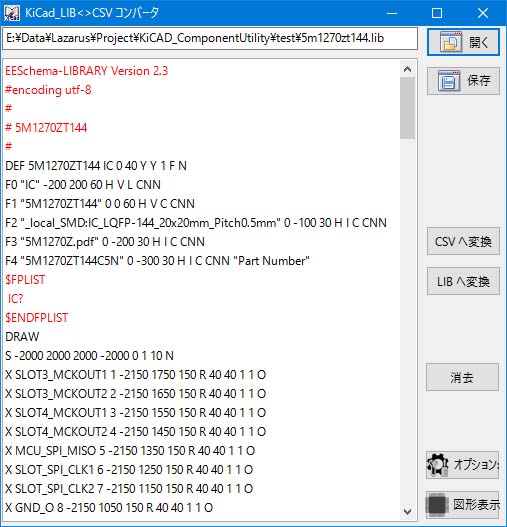 KiCad_LIB<>CSV コンバータ
E:¥Data¥Lazarus¥Project¥KiCAD_ComponentUtility¥test¥5m1270zt144.lib
開く
保存
EESchema-LIBRARY Version 2.3
#encoding utf-8
#
# 5M1270ZT144
#
DEF 5M1270ZT144 IC 0 40 Y Y 1 F N
F0 "IC" -200 200 60 H V L CNN
F1 "5M1270ZT144" 0 0 60 H V C CNN
F2 "_local_SMD:IC_LQFP-144_20x20mm_Pitch0.5mm" 0 -100 30 H I C CNN
F3 "5M1270Z.pdf" 0 -200 30 H I C CNN
F4 "5M1270ZT144C5N" 0 -300 30 H I C CNN "Part Number"
$FPLIST
IC?
$ENDFPLIST
DRAW
S -2000 2000 2000 -2000 0 1 10 N
X SLOT3_MCKOUT1 1 -2150 1750 150 R 40 40 1 1 O
X SLOT3_MCKOUT2 2 -2150 1650 150 R 40 40 1 1 O
X SLOT4_MCKOUT1 3 -2150 1550 150 R 40 40 1 1 O
X SLOT4_MCKOUT2 4 -2150 1450 150 R 40 40 1 1 O
X MCU_SPI_MISO 5 -2150 1350 150 R 40 40 1 1 O
X SLOT_SPI_CLK1 6 -2150 1250 150 R 40 40 1 1 O
X SLOT_SPI_CLK2 7 -2150 1150 150 R 40 40 1 1 O
X GND_O 8 -2150 1050 150 R 40 40 1 1 O
CSV へ変換
LIB へ変換
消去
オプション:
図形表示